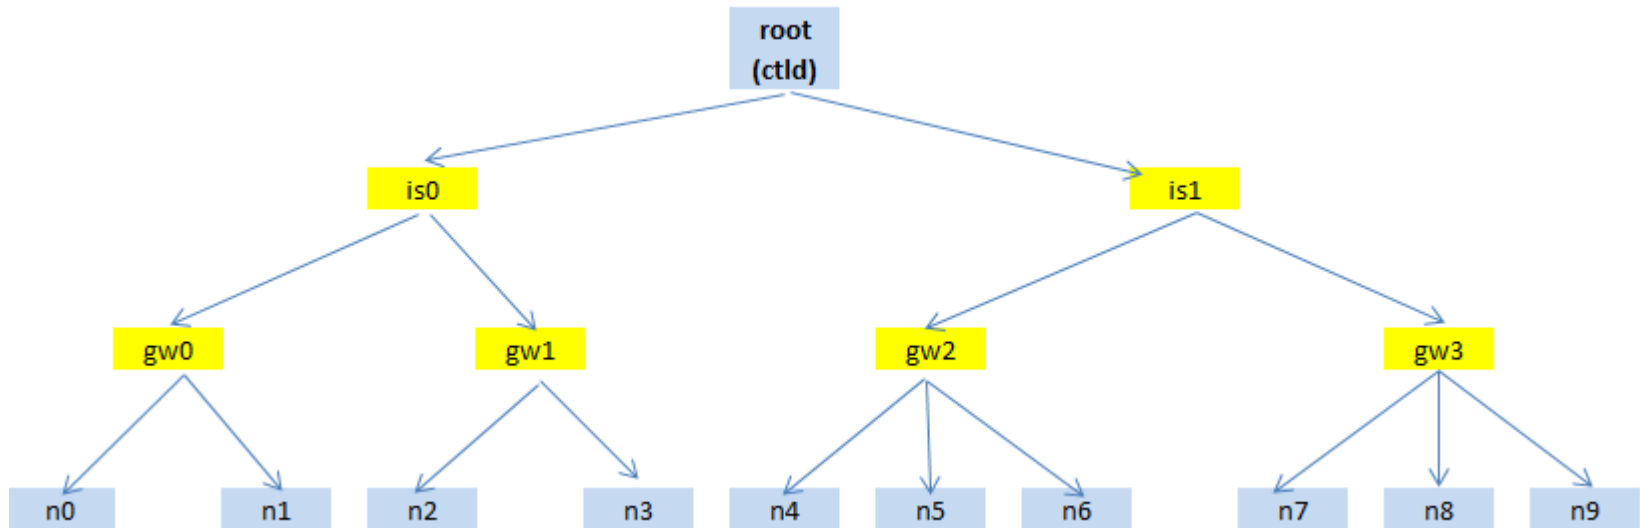 root
(ctld)
is0
is1
gw0
gw1
gw2
gw3
n0
n1
n2
n3
n4
n5
n6
n7
n8
n9